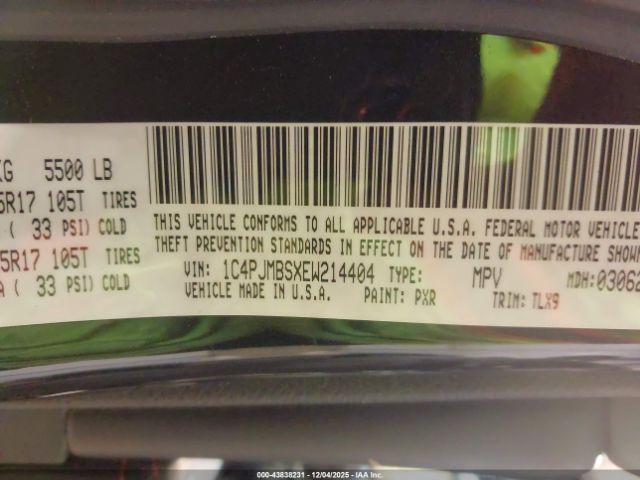 KG 5500 LB
5R17 105T TIRES
( 33 PSI) COLD
5R17 105T TIRES
A ( 33 PSI) COLD
THIS VEHICLE CONFORMS TO ALL APPLICABLE U.S.A. FEDERAL MOTOR VEHICLE
THEFT PREVENTION STANDARDS IN EFFECT ON THE DATE OF MANUFACTURE SHOWN
VIN: 1C4PJMBSXEW214404 TYPE: MPV MDH: 03062
VEHICLE MADE IN U.S.A. PAINT: PXR TRIM: TLX9
000-43838231 - 12/04/2025 - IAAI.COM